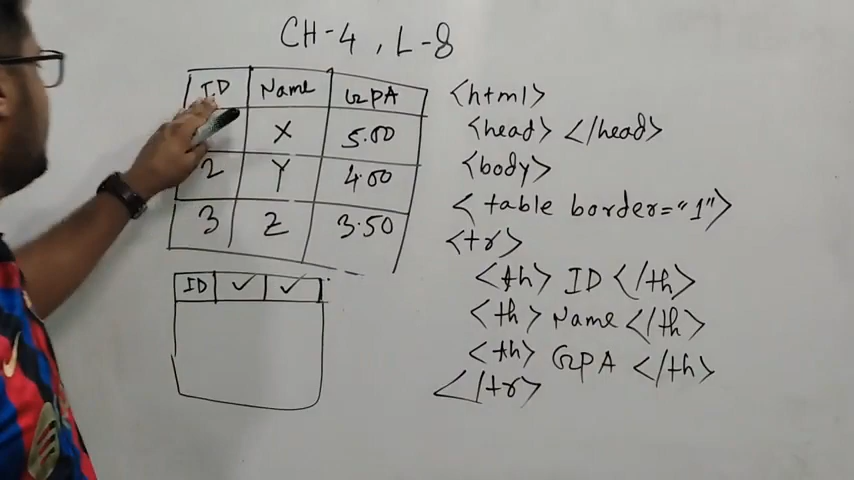 CH-4, L-8
ID Name GPA
X 5.00
2 Y 4.00
3 Z 3.50
ID ✓ ✓
<html>
<head> </head>
<body>
< table border="1">
<tr>
<th> ID </th>
<th> Name </th>
<th> GPA </th>
</tr>